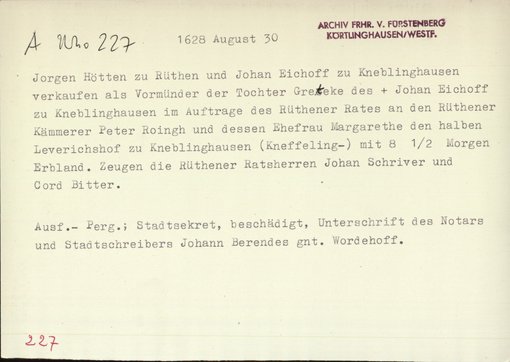 A Uho 227
1628 August 30
ARCHIV FRHR. V. FÜRSTENBERG
KÖRTLINGHAUSEN/WESTF.
Jorgen Hötten zu Rüthen und Johan Eichoff zu Kneblinghausen
verkaufen als Vormünder der Tochter Greteke des + Johan Eichoff
zu Kneblinghausen im Auftrage des Rüthener Rates an den Rüthener
Kämmerer Peter Roingh und dessen Ehefrau Margarethe den halben
Leverichshof zu Kneblinghausen (Kneffeling-) mit 8 1/2 Morgen
Erbland. Zeugen die Rüthener Ratsherren Johan Schriver und
Cord Bitter.
Ausf.- Perg.; Stadtsekret, beschädigt, Unterschrift des Notars
und Stadtschreibers Johann Berendes gnt. Wordehoff.
227